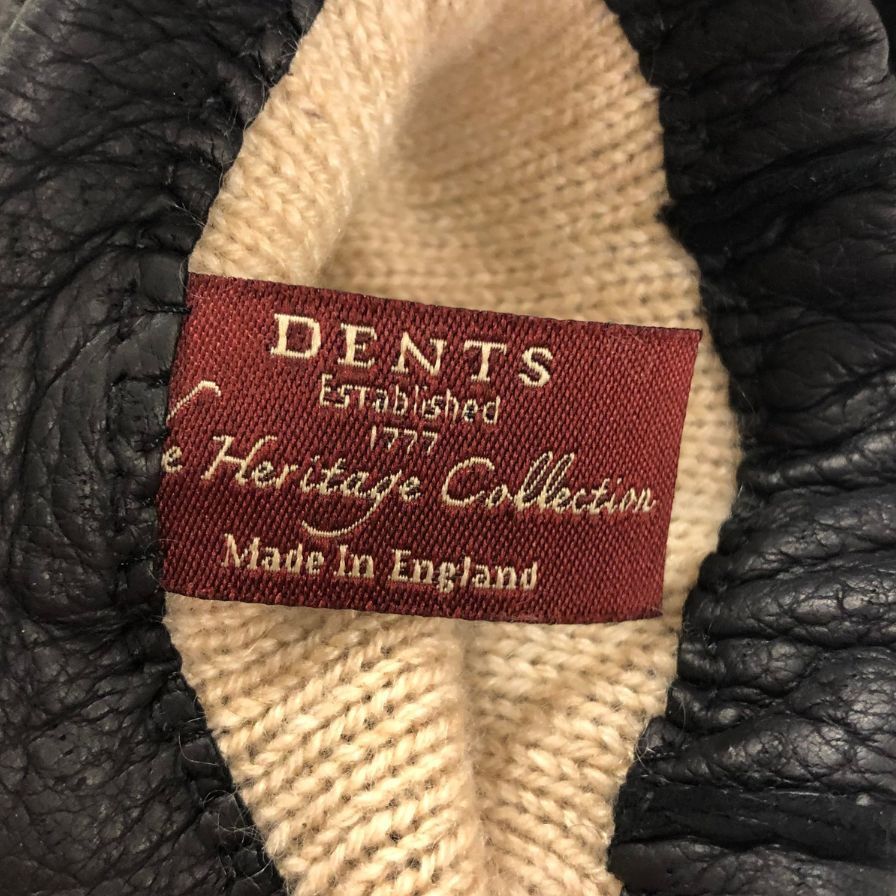 DENTS
Established
1777
e Heritage Collection
Made In England